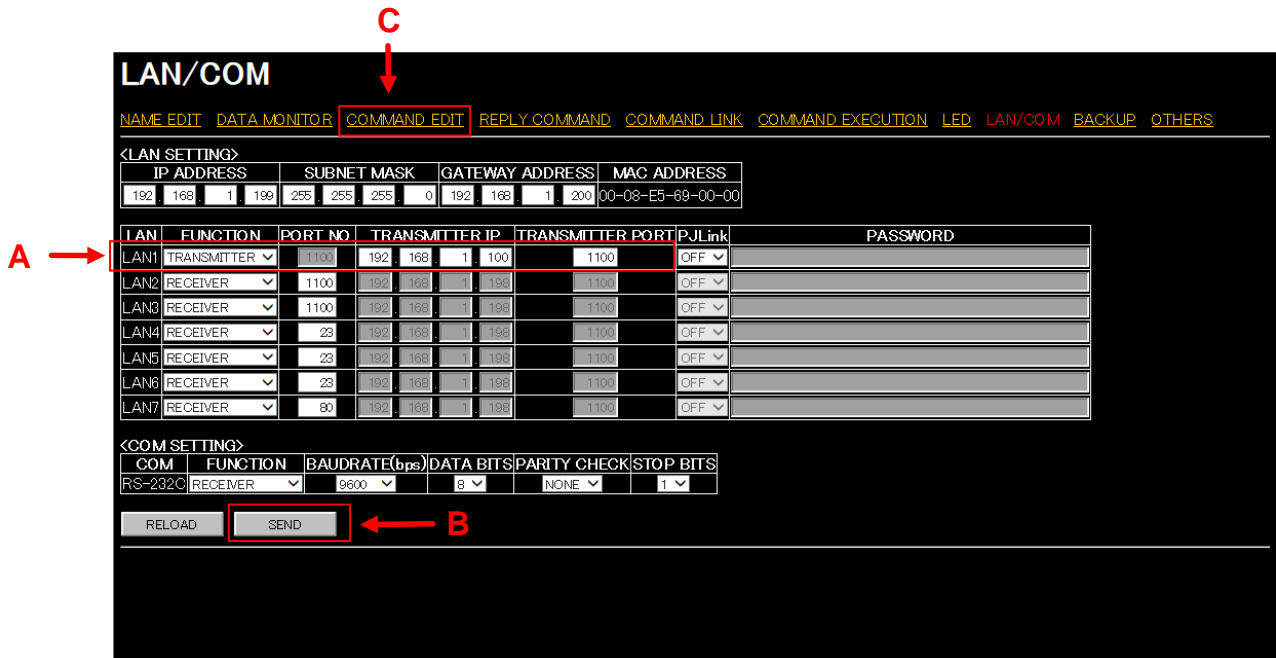 C
LAN/COM
NAME EDIT DATA MONITOR COMMAND EDIT REPLY COMMAND COMMAND LINK COMMAND EXECUTION LED LAN/COM BACKUP OTHERS
<LAN SETTING>
IP ADDRESS SUBNET MASK GATEWAY ADDRESS MAC ADDRESS
192 . 168 . 1 . 199 255 . 255 . 255 . 0 192 . 168 . 1 . 200 00-08-E5-69-00-00
LAN FUNCTION PORT NO TRANSMITTER IP TRANSMITTER PORT PJLink PASSWORD
A LAN1 TRANSMITTER 1100 192 . 168 . 1 . 100 1100 OFF
LAN2 RECEIVER 1100 192 . 168 . 1 . 198 1100 OFF
LAN3 RECEIVER 1100 192 . 168 . 1 . 198 1100 OFF
LAN4 RECEIVER 23 192 . 168 . 1 . 198 1100 OFF
LAN5 RECEIVER 23 192 . 168 . 1 . 198 1100 OFF
LAN6 RECEIVER 23 192 . 168 . 1 . 198 1100 OFF
LAN7 RECEIVER 80 192 . 168 . 1 . 198 1100 OFF
<COM SETTING>
COM FUNCTION BAUDRATE(bps) DATA BITS PARITY CHECK STOP BITS
RS-232C RECEIVER 9600 8 NONE 1
RELOAD SEND B